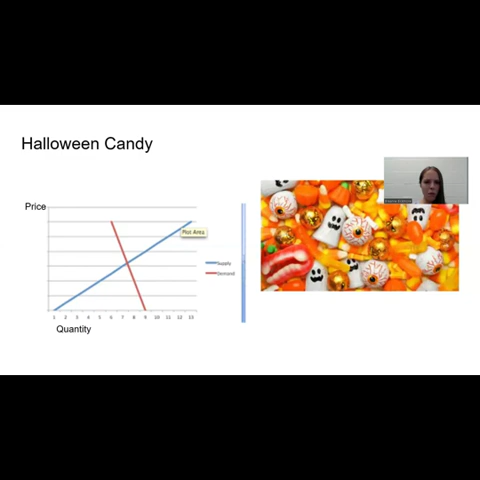 Halloween Candy
Price
Plot Area
Supply
Demand
1 2 3 4 5 6 7 8 9 10 11 12 13
Quantity